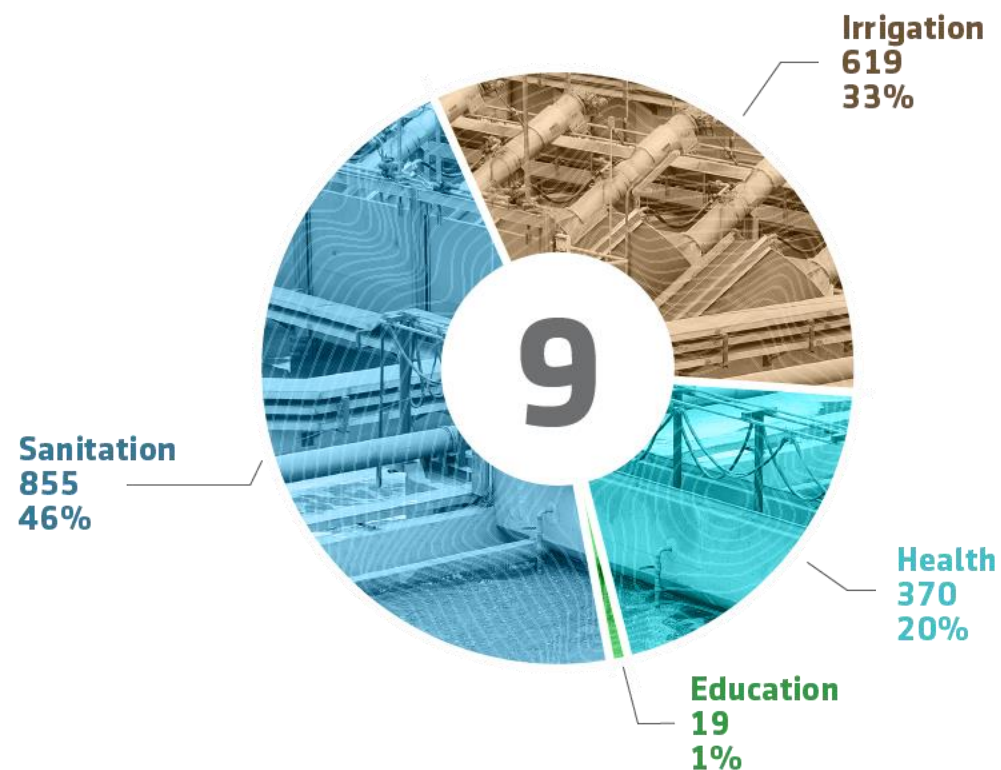 Irrigation
619
33%
9
Sanitation
855
46%
Health
370
20%
Education
19
1%